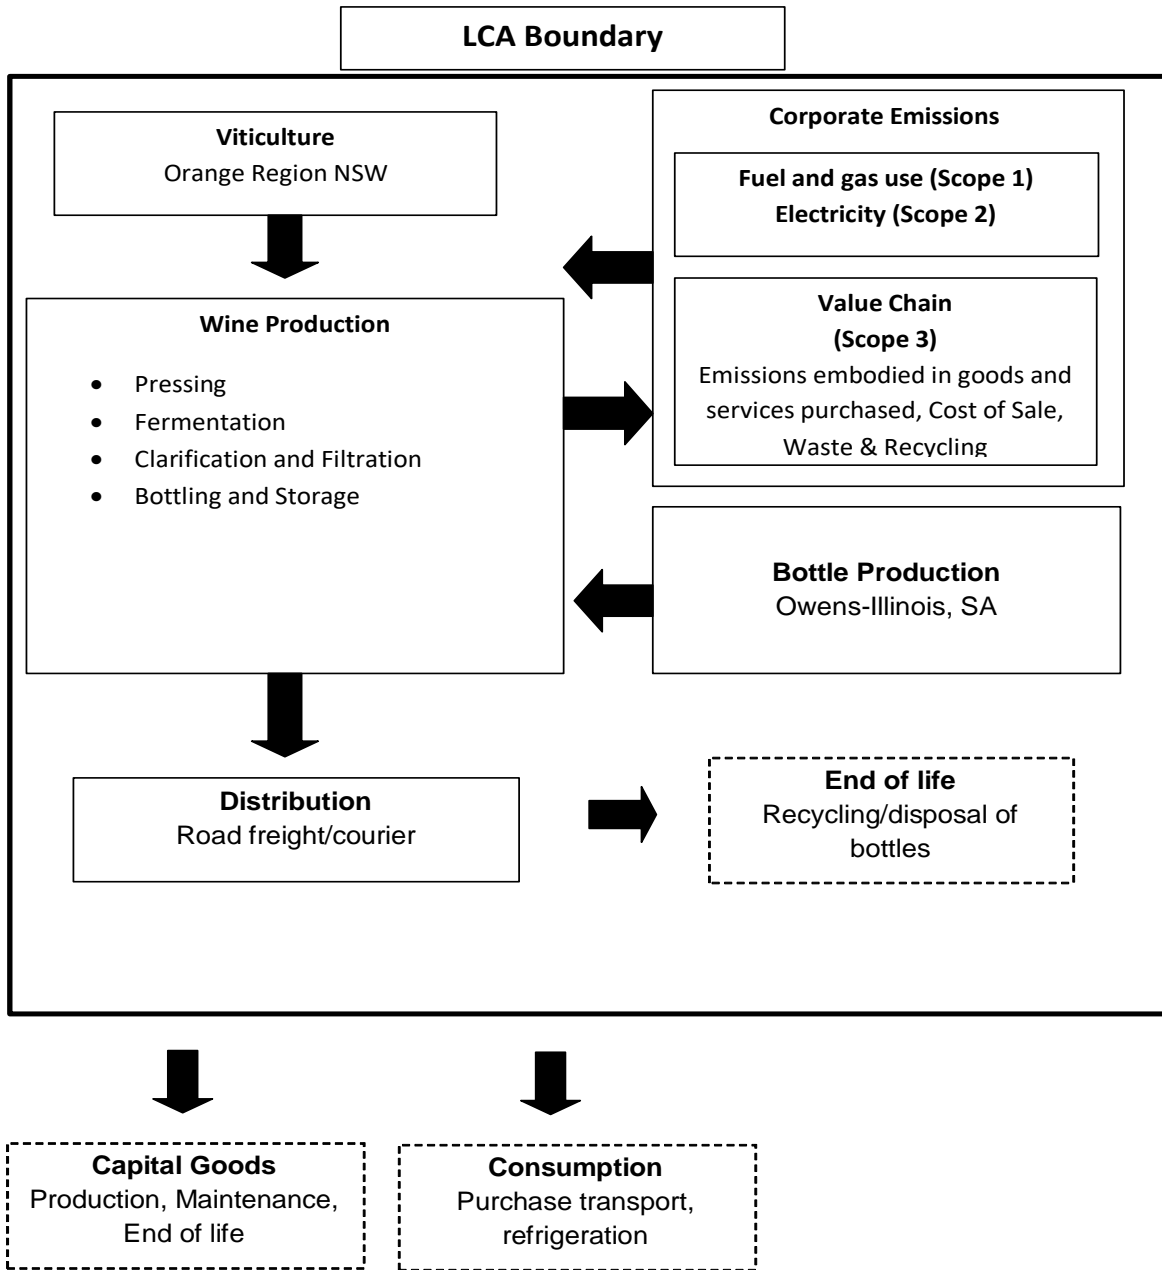 LCA Boundary
Viticulture
Orange Region NSW
Corporate Emissions
Fuel and gas use (Scope 1)
Electricity (Scope 2)
Value Chain
(Scope 3)
Emissions embodied in goods and
services purchased, Cost of Sale,
Waste & Recycling
Wine Production
• Pressing
• Fermentation
• Clarification and Filtration
• Bottling and Storage
Bottle Production
Owens-Illinois, SA
Distribution
Road freight/courier
End of life
Recycling/disposal of
bottles
Capital Goods
Production, Maintenance,
End of life
Consumption
Purchase transport,
refrigeration